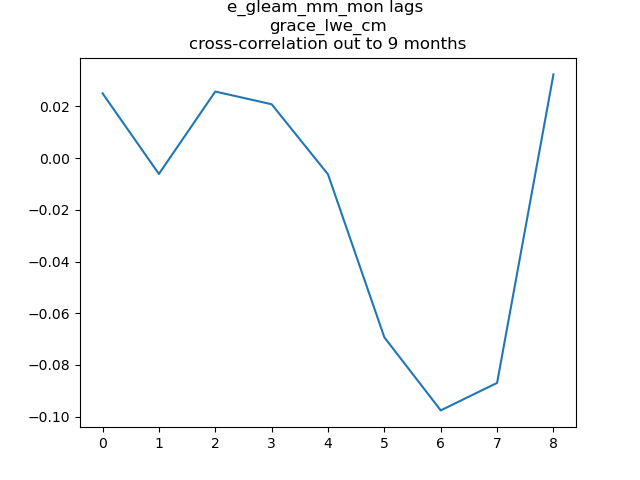 e_gleam_mm_mon lags
grace_lwe_cm
cross-correlation out to 9 months
0.02
0.00
−0.02
−0.04
−0.06
−0.08
−0.10
0 1 2 3 4 5 6 7 8